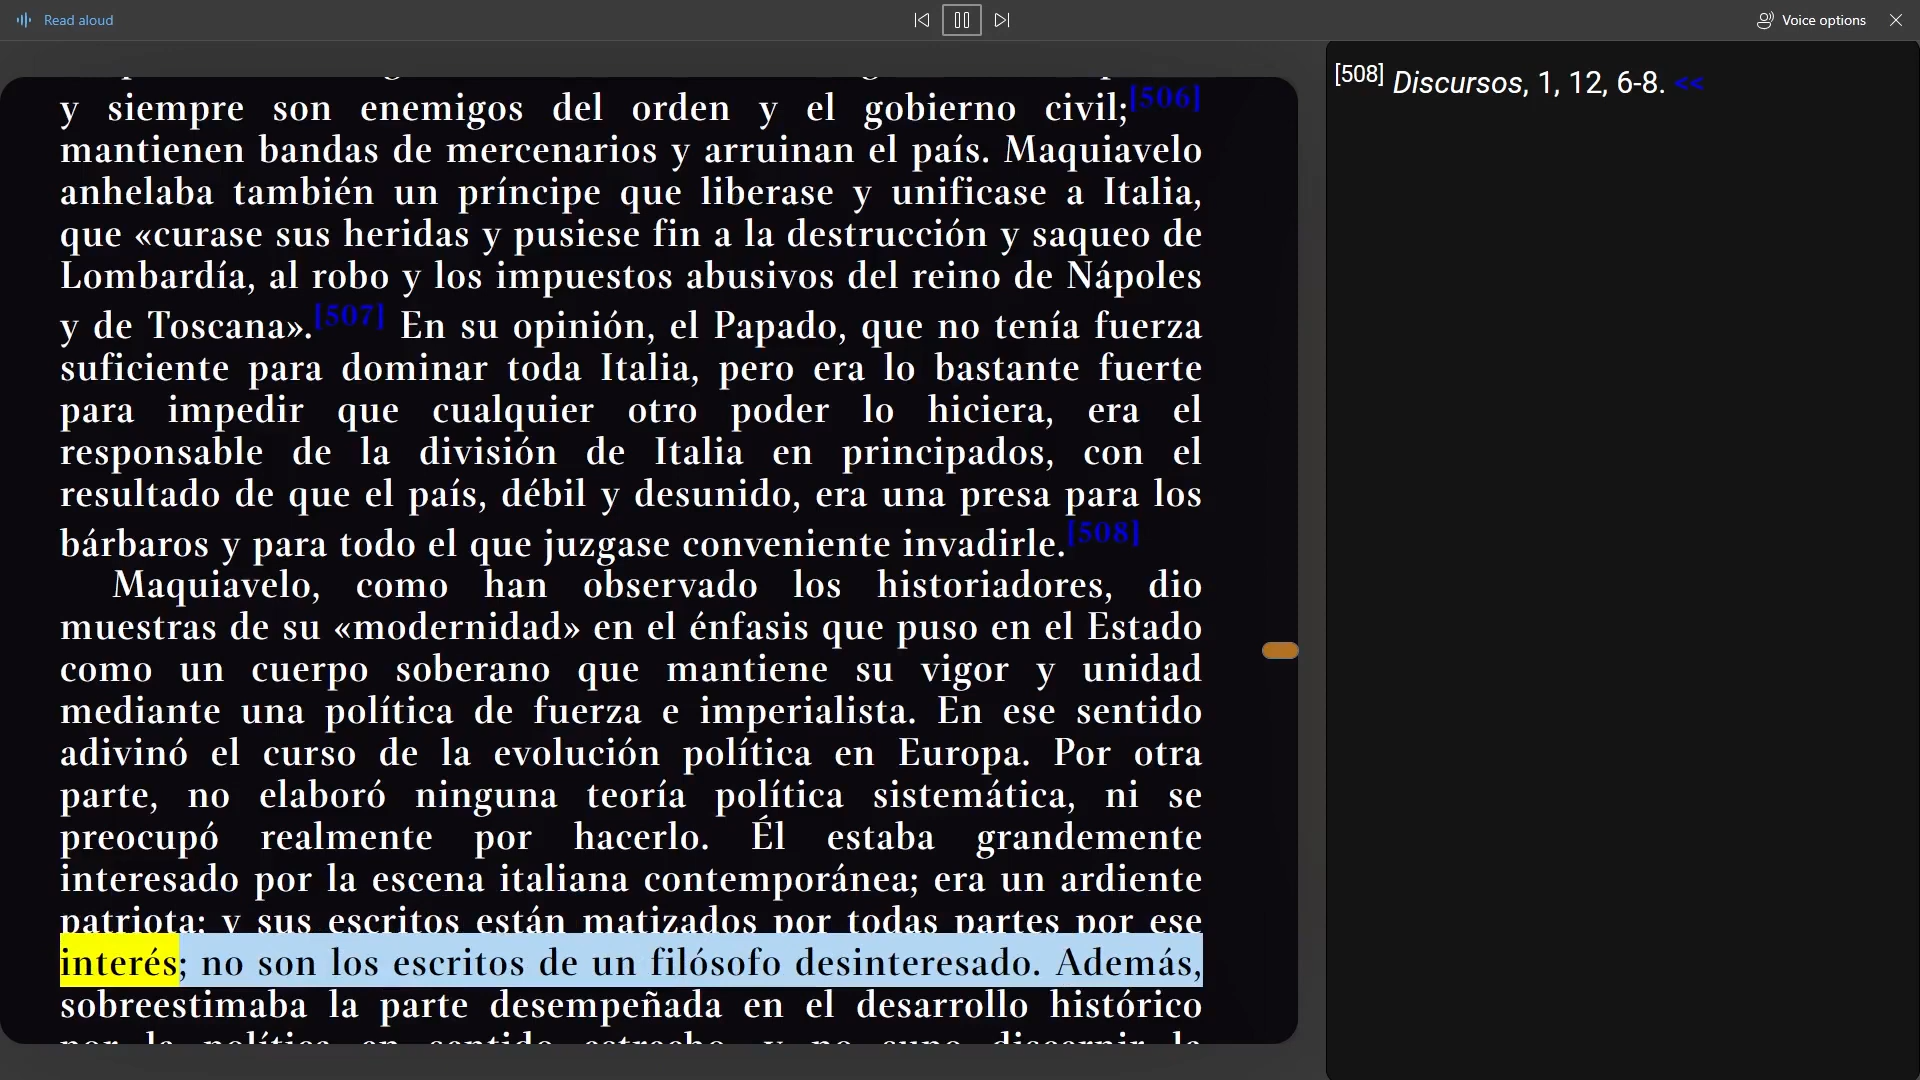 Read aloud
Voice options
y siempre son enemigos del orden y el gobierno civil;[506]
mantienen bandas de mercenarios y arruinan el país. Maquiavelo
anhelaba también un príncipe que liberase y unificase a Italia,
que «curase sus heridas y pusiese fin a la destrucción y saqueo de
Lombardía, al robo y los impuestos abusivos del reino de Nápoles
y de Toscana».[507] En su opinión, el Papado, que no tenía fuerza
suficiente para dominar toda Italia, pero era lo bastante fuerte
para impedir que cualquier otro poder lo hiciera, era el
responsable de la división de Italia en principados, con el
resultado de que el país, débil y desunido, era una presa para los
bárbaros y para todo el que juzgase conveniente invadirle.[508]
Maquiavelo, como han observado los historiadores, dio
muestras de su «modernidad» en el énfasis que puso en el Estado
como un cuerpo soberano que mantiene su vigor y unidad
mediante una política de fuerza e imperialista. En ese sentido
adivinó el curso de la evolución política en Europa. Por otra
parte, no elaboró ninguna teoría política sistemática, ni se
preocupó realmente por hacerlo. Él estaba grandemente
interesado por la escena italiana contemporánea; era un ardiente
patriota; y sus escritos están matizados por todas partes por ese
interés; no son los escritos de un filósofo desinteresado. Además,
sobreestimaba la parte desempeñada en el desarrollo histórico
por la política en sentido estrecho, y no supo discernir la
[508] Discursos, 1, 12, 6-8. <<